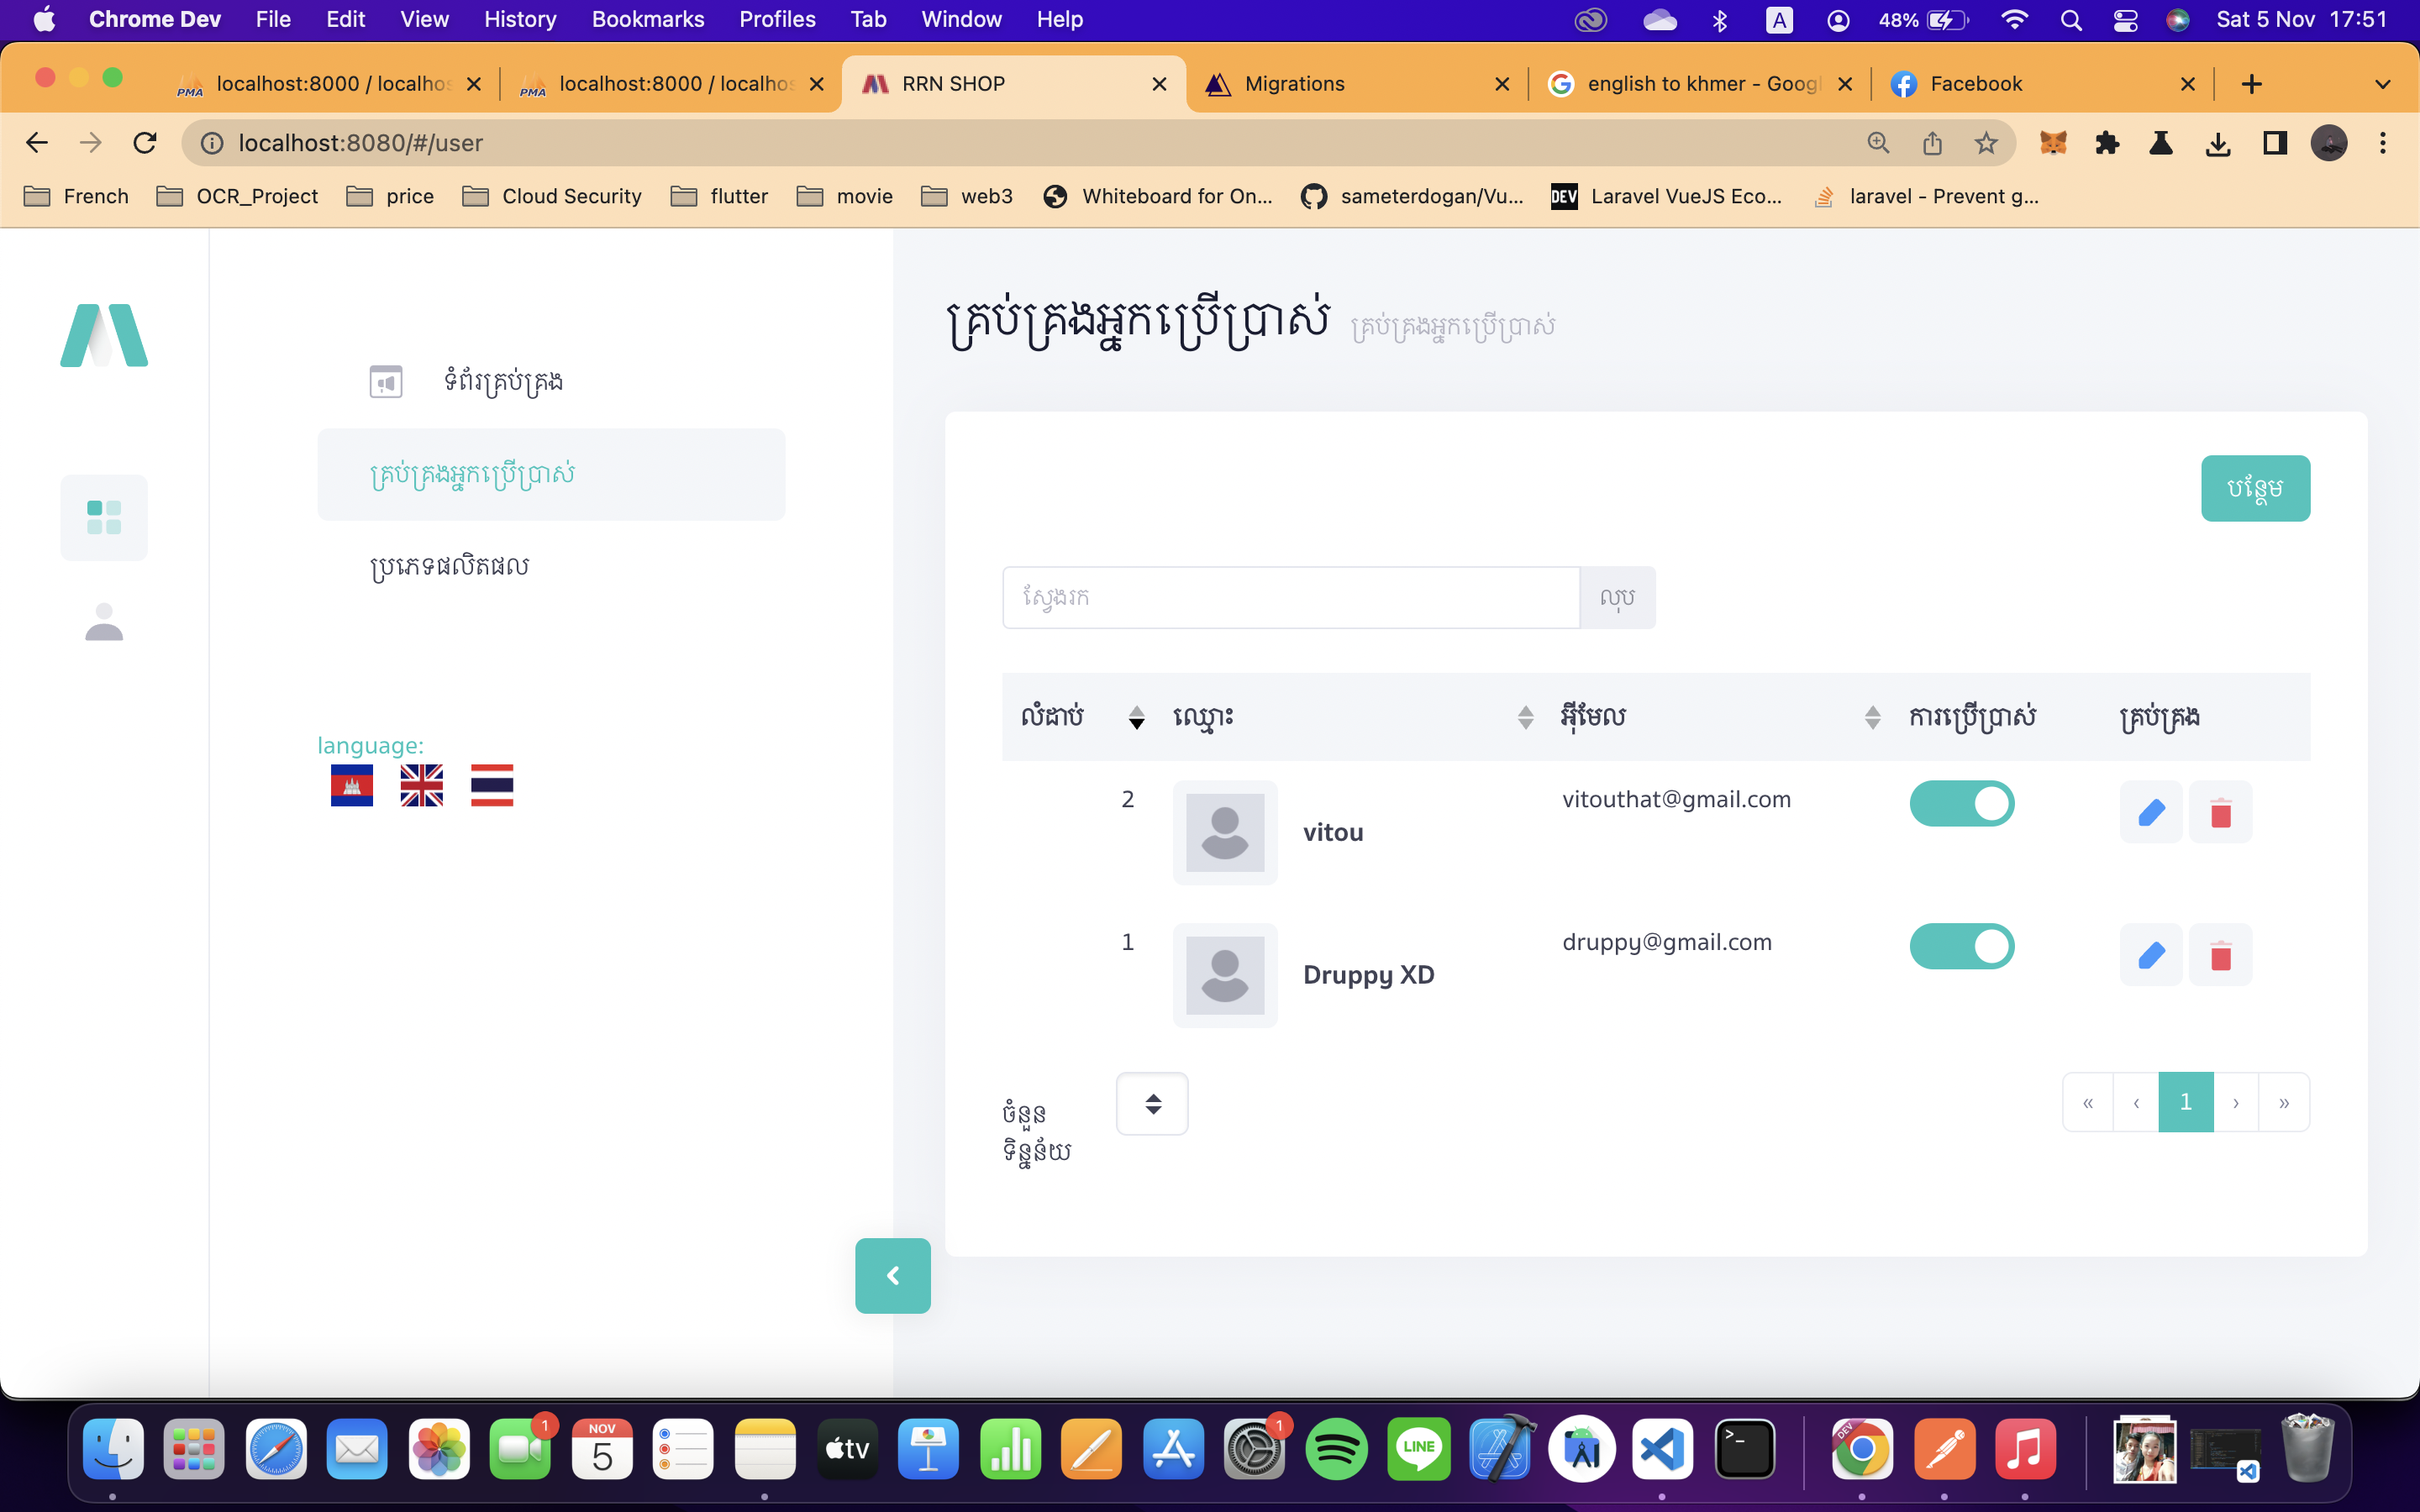 Chrome Dev File Edit View History Bookmarks Profiles Tab Window Help A 48% Sat 5 Nov 17:51
PMA localhost:8000 / localhos PMA localhost:8000 / localhos RRN SHOP Migrations english to khmer - Googl Facebook
localhost:8080/#/user
French OCR_Project price Cloud Security flutter movie web3 Whiteboard for On... sameterdogan/Vu... DEV Laravel VueJS Eco... laravel - Prevent g...
គ្រប់គ្រងអ្នកប្រើប្រាស់ គ្រប់គ្រងអ្នកប្រើប្រាស់
ទំព័រគ្រប់គ្រង
គ្រប់គ្រងអ្នកប្រើប្រាស់
ប្រភេទផលិតផល
language:
បន្ថែម
ស្វែងរក លុប
លំដាប់ ឈ្មោះ អ៊ីមែល ការប្រើប្រាស់ គ្រប់គ្រង
2 vitou vitouthat@gmail.com
1 Druppy XD druppy@gmail.com
ចំនួន
ទិន្នន័យ
« ‹ 1 › »
1 NOV 5 tv 1 LINE >_ DEV